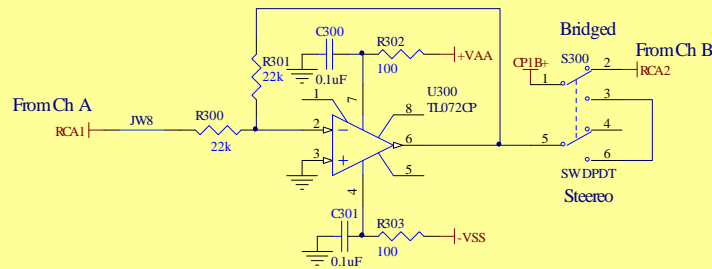 C300
0.1uF
R302
100
+VAA
Bridged
From Ch B
CP1B+
S300
1
2
RCA2
R301
22k
1
7
U300
TL072CP
8
3
From Ch A
RCA1
JW8
R300
22k
2
3
6
5
4
5
4
6
SWDPDT
Steereo
C301
0.1uF
R303
100
-VSS